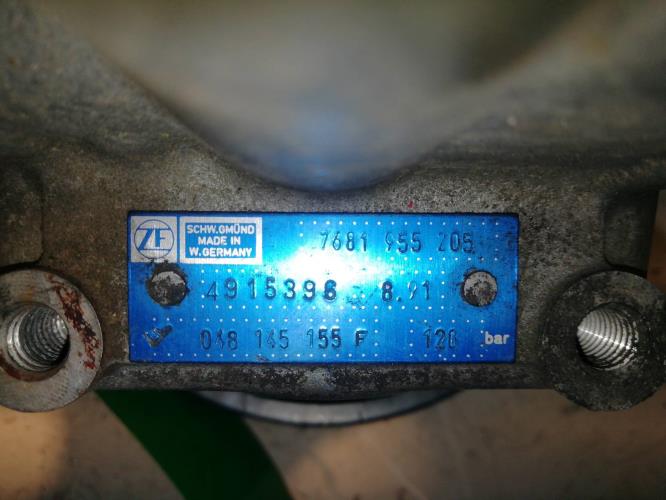 ZF
SCHW.GMÜND
MADE IN
W.GERMANY
7681 955 205
4915396 8.91
048 145 155 F 120 bar